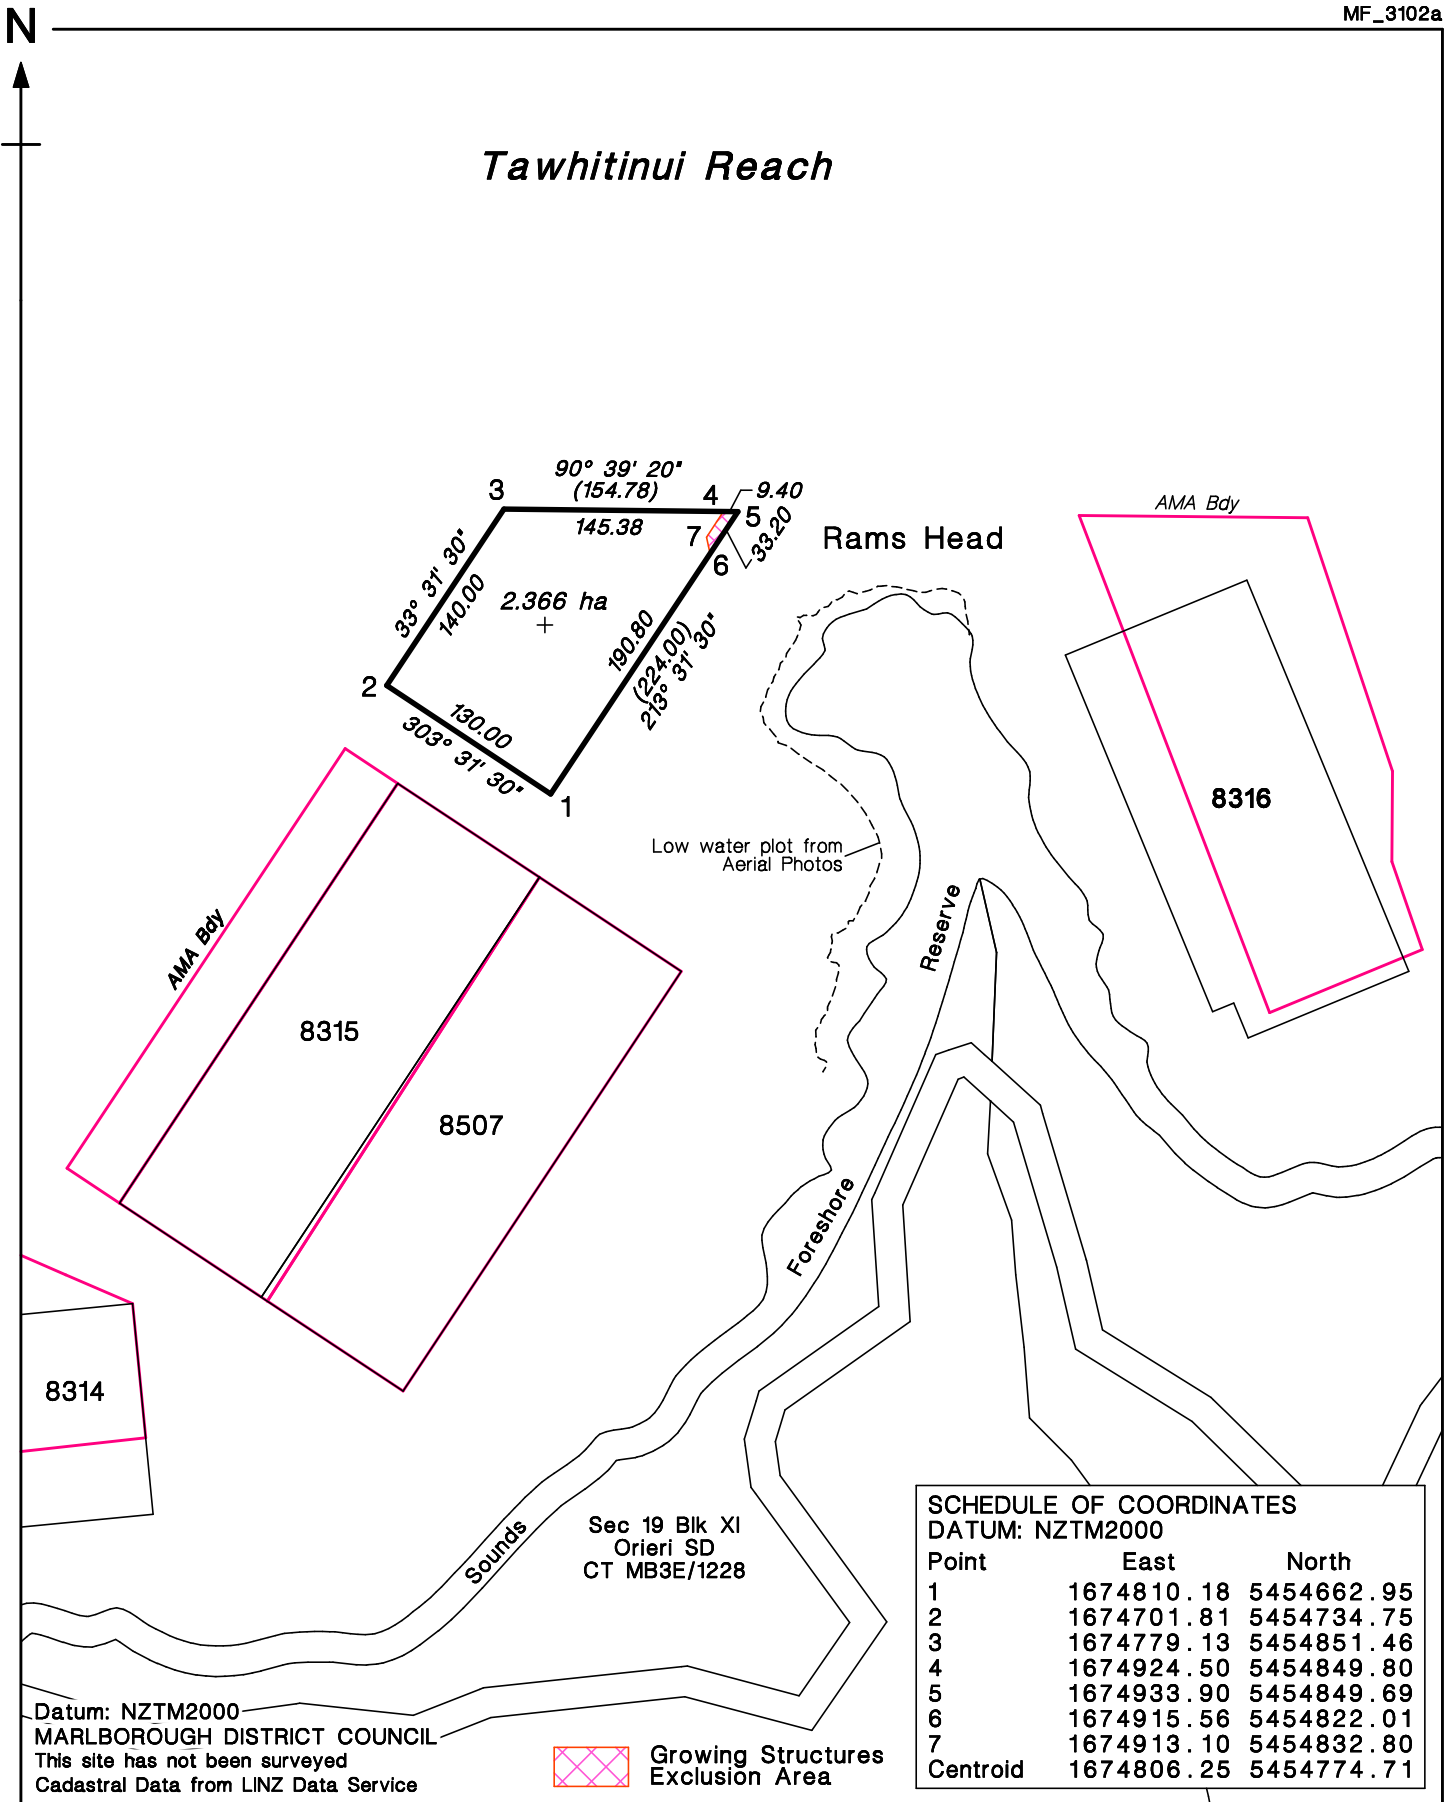 MF_3102a
N
Tawhitinui Reach
90° 39' 20"
(154.78)
3
4
9.40
5
145.38
7
33.20
6
Rams Head
AMA Bdy
33° 31' 30"
140.00
2.366 ha
190.80
(224.00)
213° 31' 30"
2
130.00
303° 31' 30"
1
8316
Low water plot from
Aerial Photos
AMA Bdy
Reserve
8315
8507
Foreshore
8314
Sounds
Sec 19 Blk XI
Orieri SD
CT MB3E/1228
SCHEDULE OF COORDINATES
DATUM: NZTM2000
Point East North
1 1674810.18 5454662.95
2 1674701.81 5454734.75
3 1674779.13 5454851.46
4 1674924.50 5454849.80
5 1674933.90 5454849.69
6 1674915.56 5454822.01
7 1674913.10 5454832.80
Centroid 1674806.25 5454774.71
Datum: NZTM2000
MARLBOROUGH DISTRICT COUNCIL
This site has not been surveyed
Cadastral Data from LINZ Data Service
Growing Structures
Exclusion Area